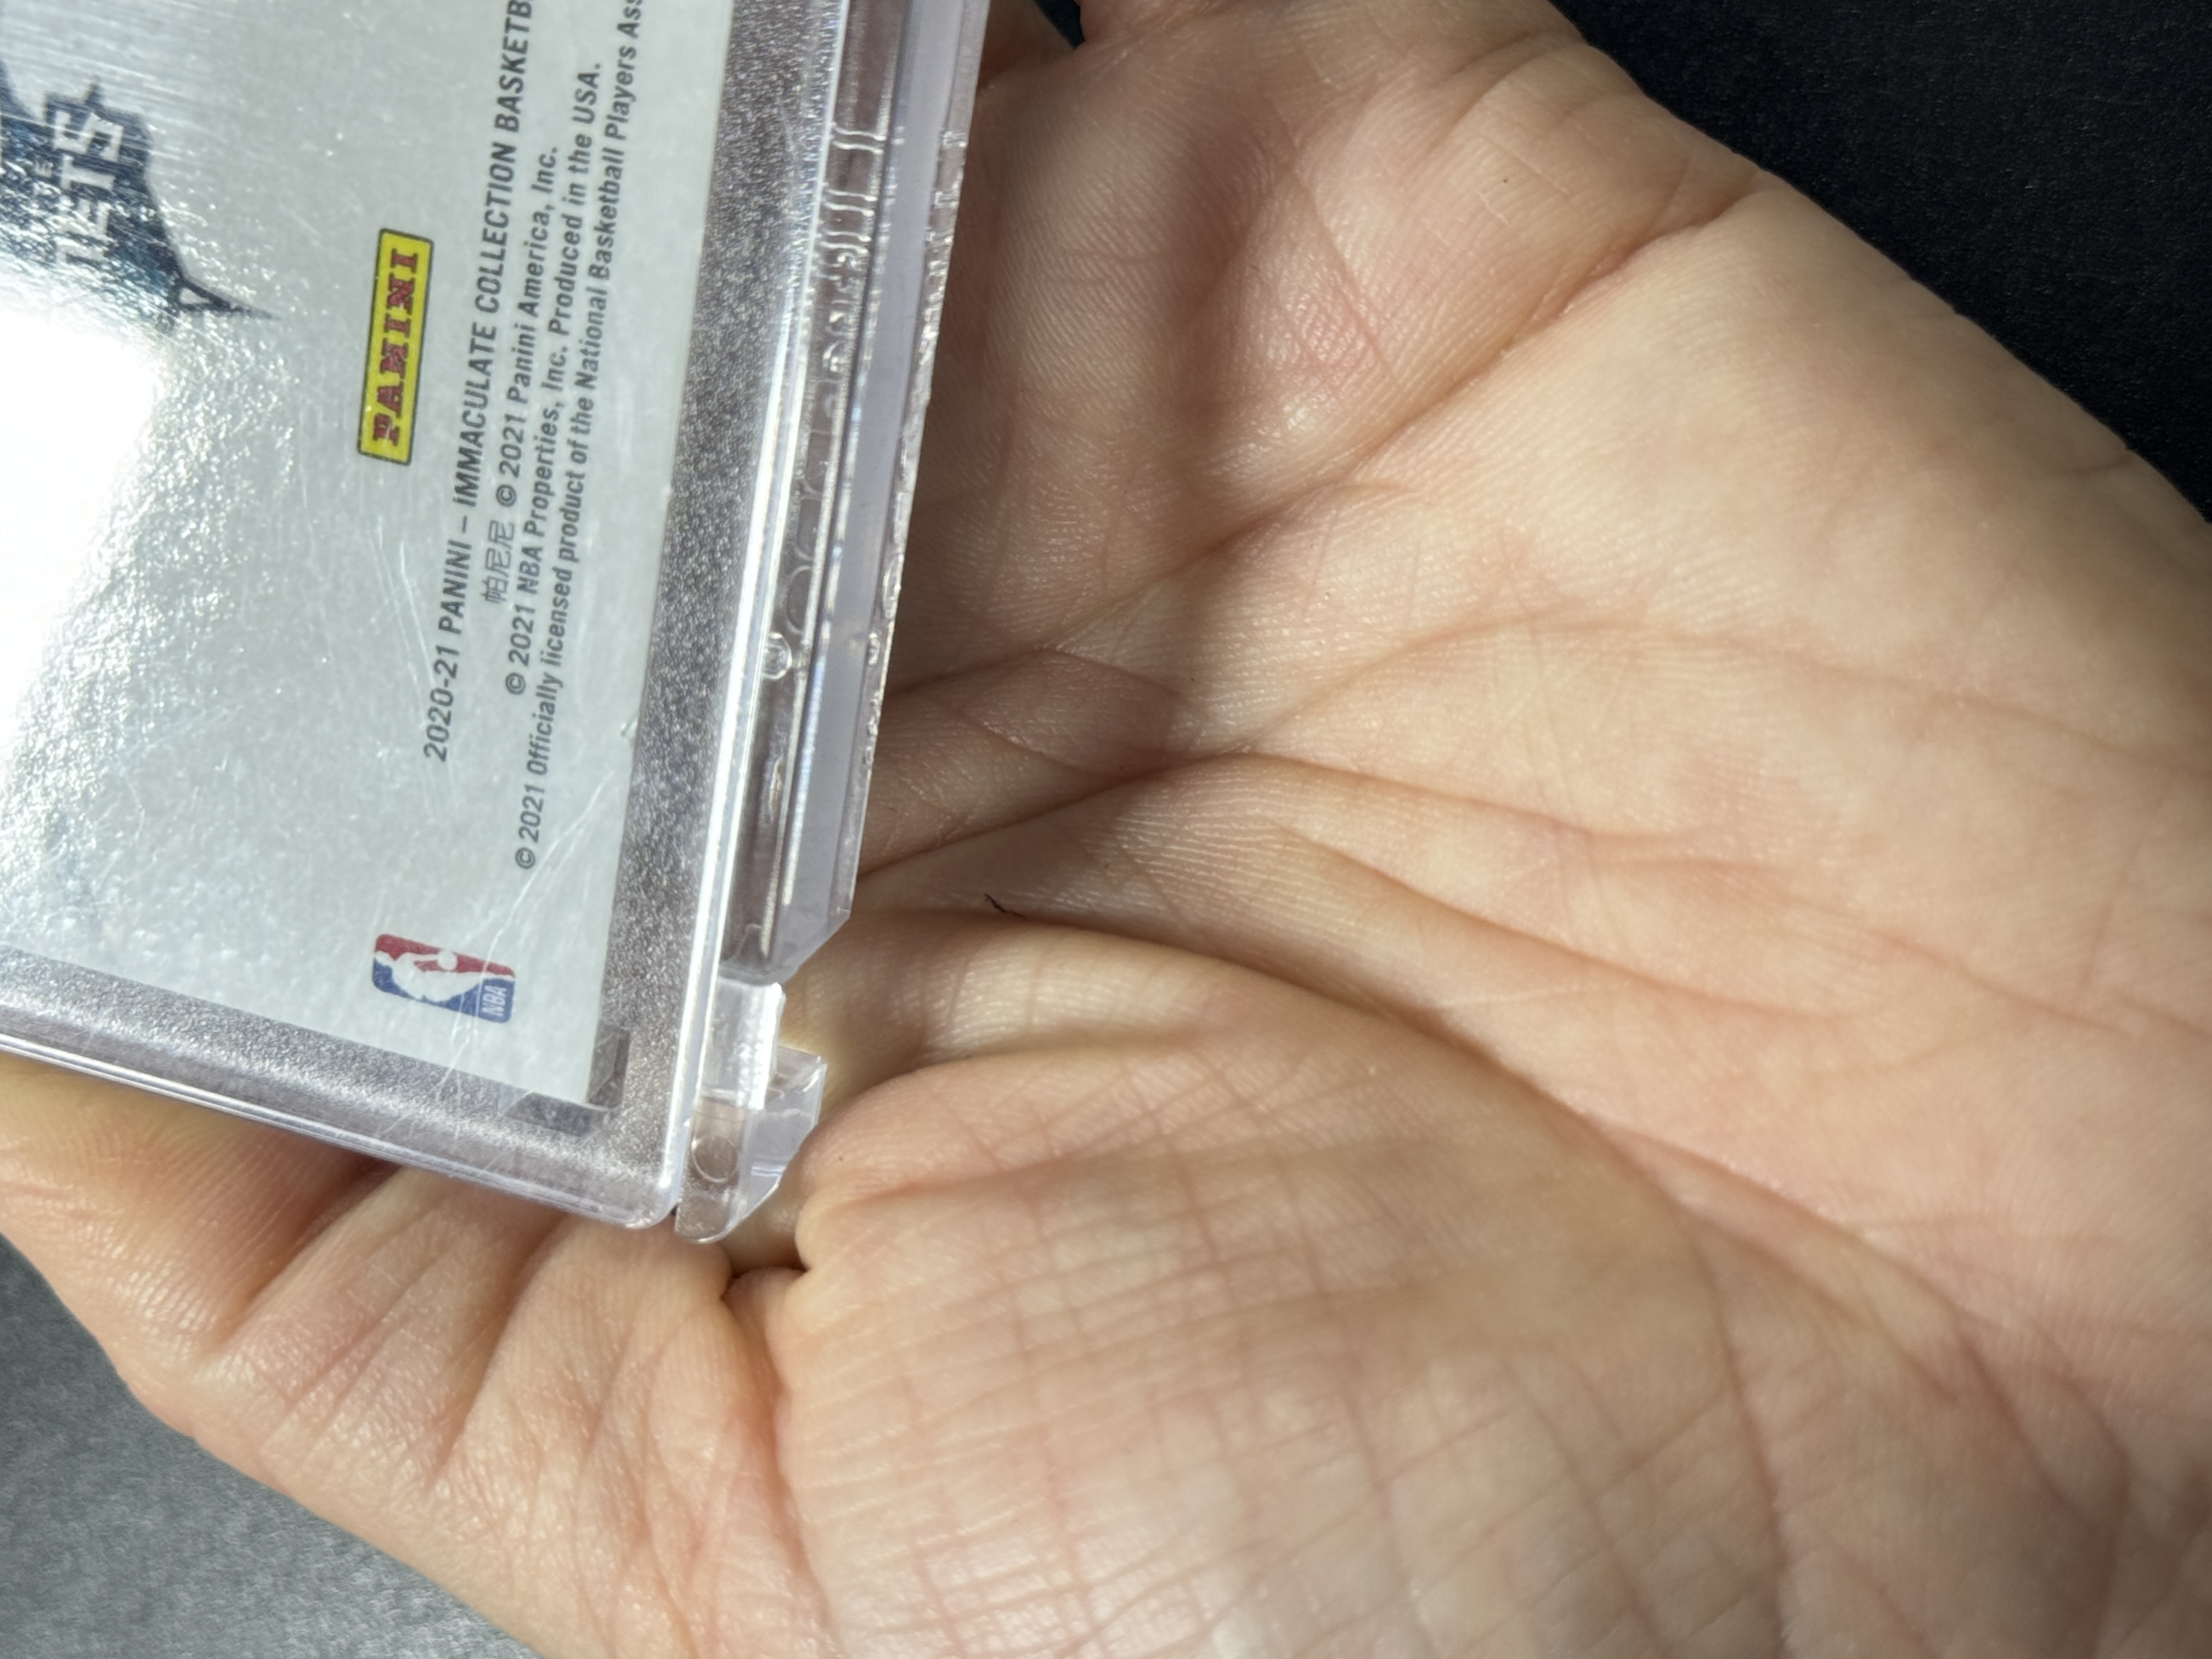 PANINI
2020-21 PANINI – IMMACULATE COLLECTION BASKETB
帕尼尼 © 2021 Panini America, Inc.
© 2021 NBA Properties, Inc. Produced in the USA.
© 2021 Officially licensed product of the National Basketball Players Ass
NBA